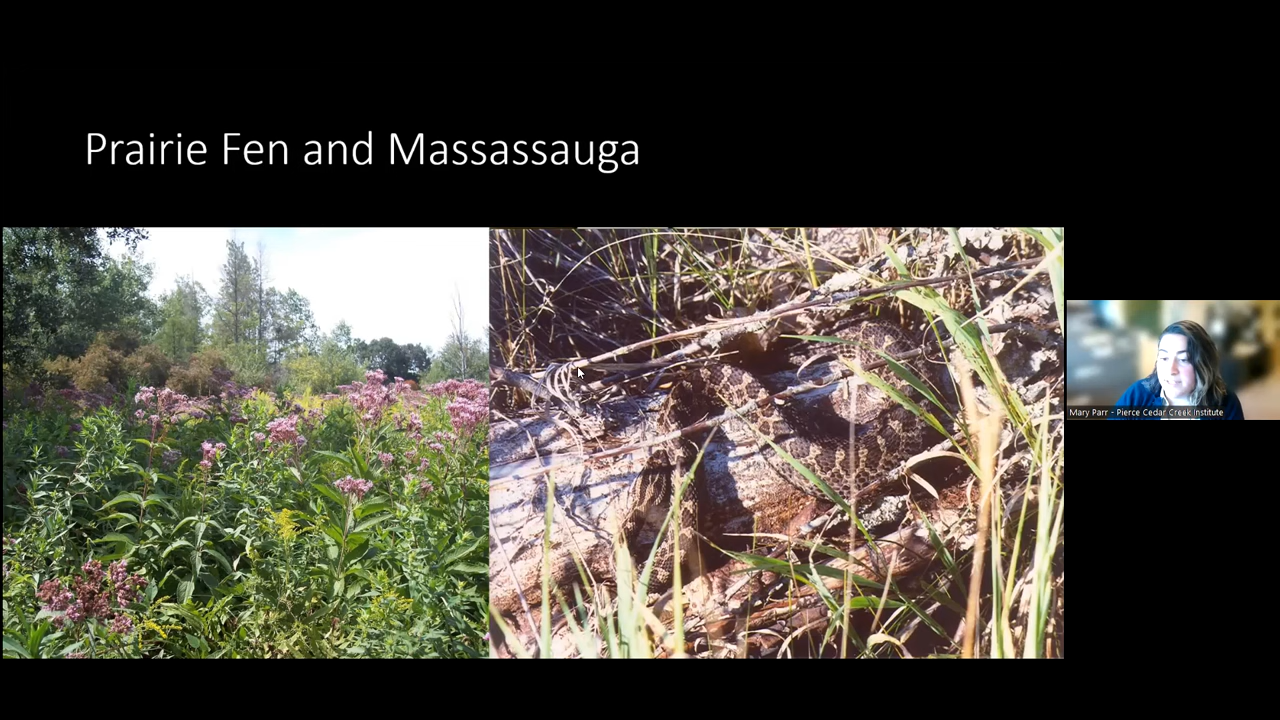 Prairie Fen and Massassauga
Mary Parr - Pierce Cedar Creek Institute